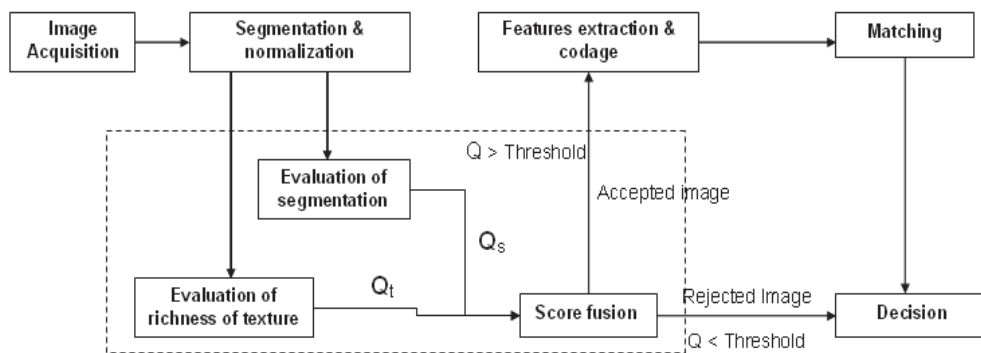 Image
Acquisition
Segmentation &
normalization
Features extraction &
codage
Matching
Q > Threshold
Evaluation of
segmentation
Accepted image
Qs
Evaluation of
richness of texture
Qt
Score fusion
Rejected Image
Q < Threshold
Decision